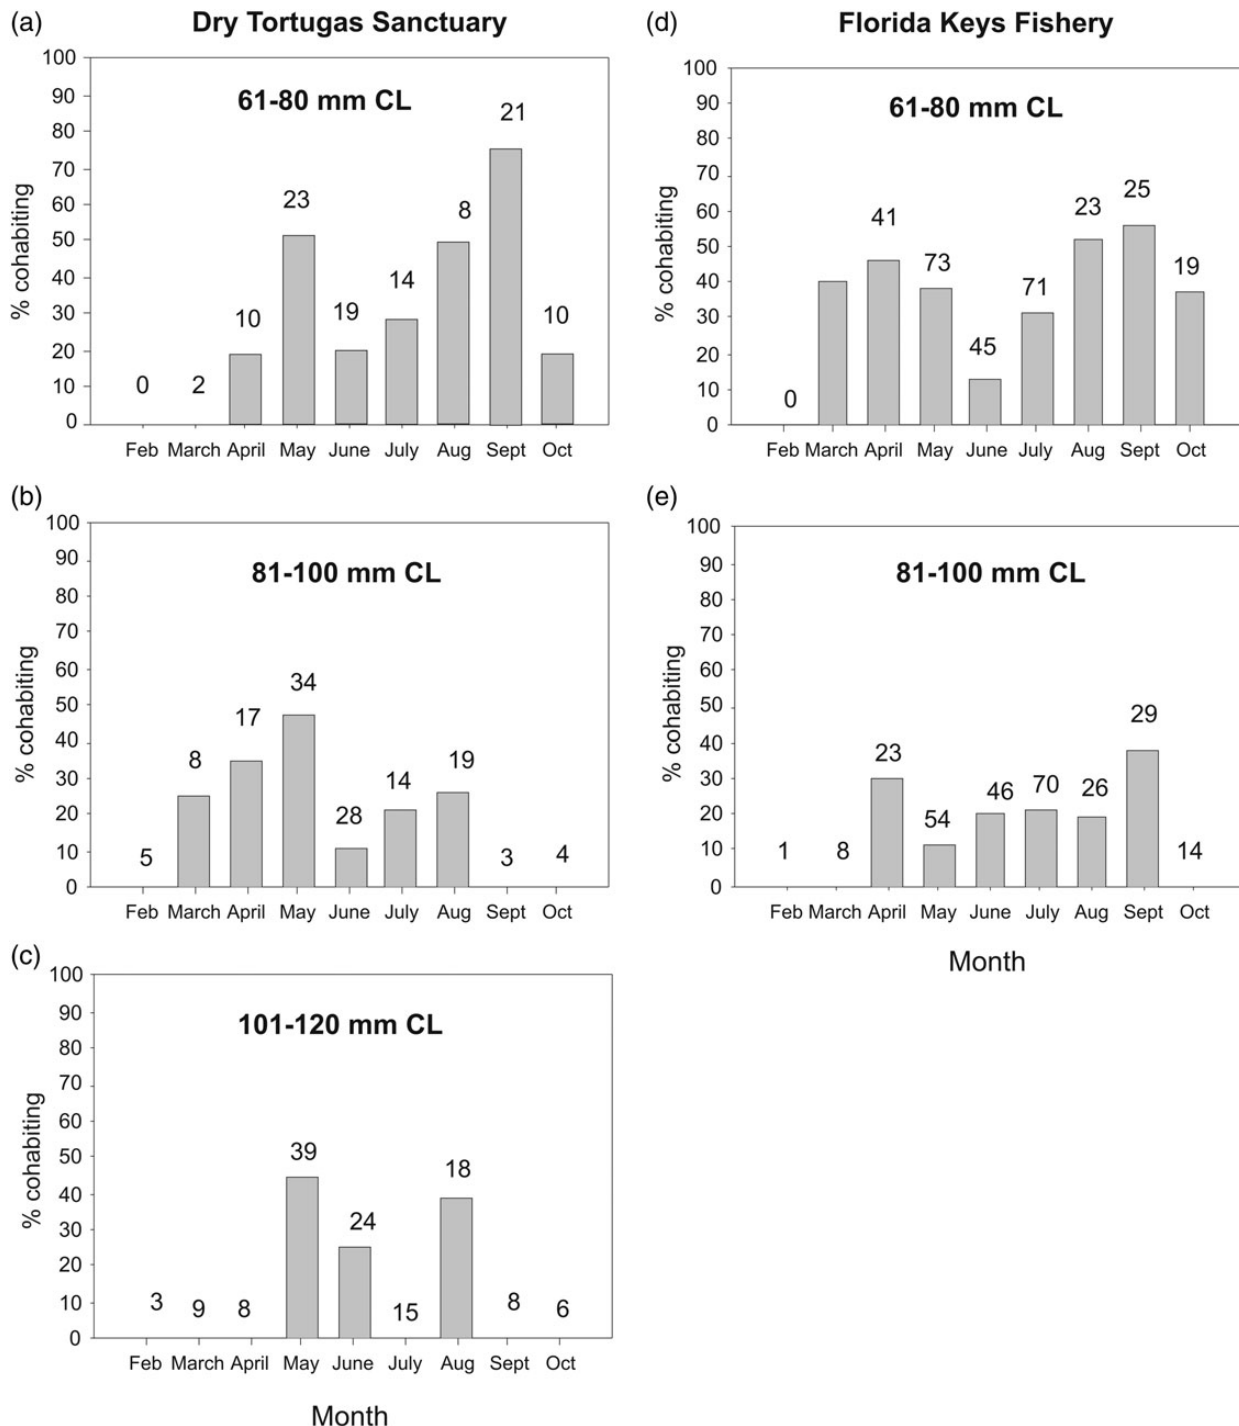 (a) Dry Tortugas Sanctuary
61-80 mm CL
% cohabiting
100
90
80
70
60
50
40
30
20
10
0
0 2 10 23 19 14 8 21 10
Feb March April May June July Aug Sept Oct
(b)
81-100 mm CL
% cohabiting
100
90
80
70
60
50
40
30
20
10
0
5 8 17 34 28 14 19 3 4
Feb March April May June July Aug Sept Oct
(c)
101-120 mm CL
% cohabiting
100
90
80
70
60
50
40
30
20
10
0
3 9 8 39 24 15 18 8 6
Feb March April May June July Aug Sept Oct
Month
(d) Florida Keys Fishery
61-80 mm CL
% cohabiting
100
90
80
70
60
50
40
30
20
10
0
0 41 73 45 71 23 25 19
Feb March April May June July Aug Sept Oct
(e)
81-100 mm CL
% cohabiting
100
90
80
70
60
50
40
30
20
10
0
1 8 23 54 46 70 26 29 14
Feb March April May June July Aug Sept Oct
Month